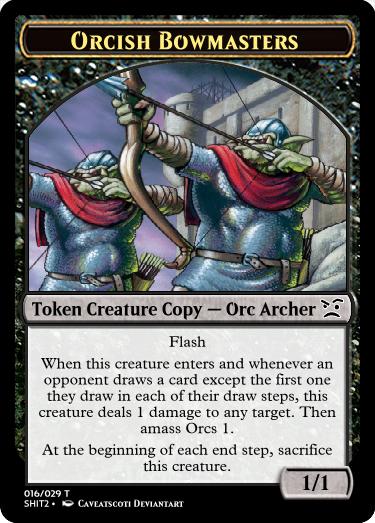 Orcish Bowmasters
Token Creature Copy — Orc Archer
Flash
When this creature enters and whenever an
opponent draws a card except the first one
they draw in each of their draw steps, this
creature deals 1 damage to any target. Then
amass Orcs 1.
At the beginning of each end step, sacrifice
this creature.
1/1
016/029 T
SHIT2 • Caveatscoti Deviantart